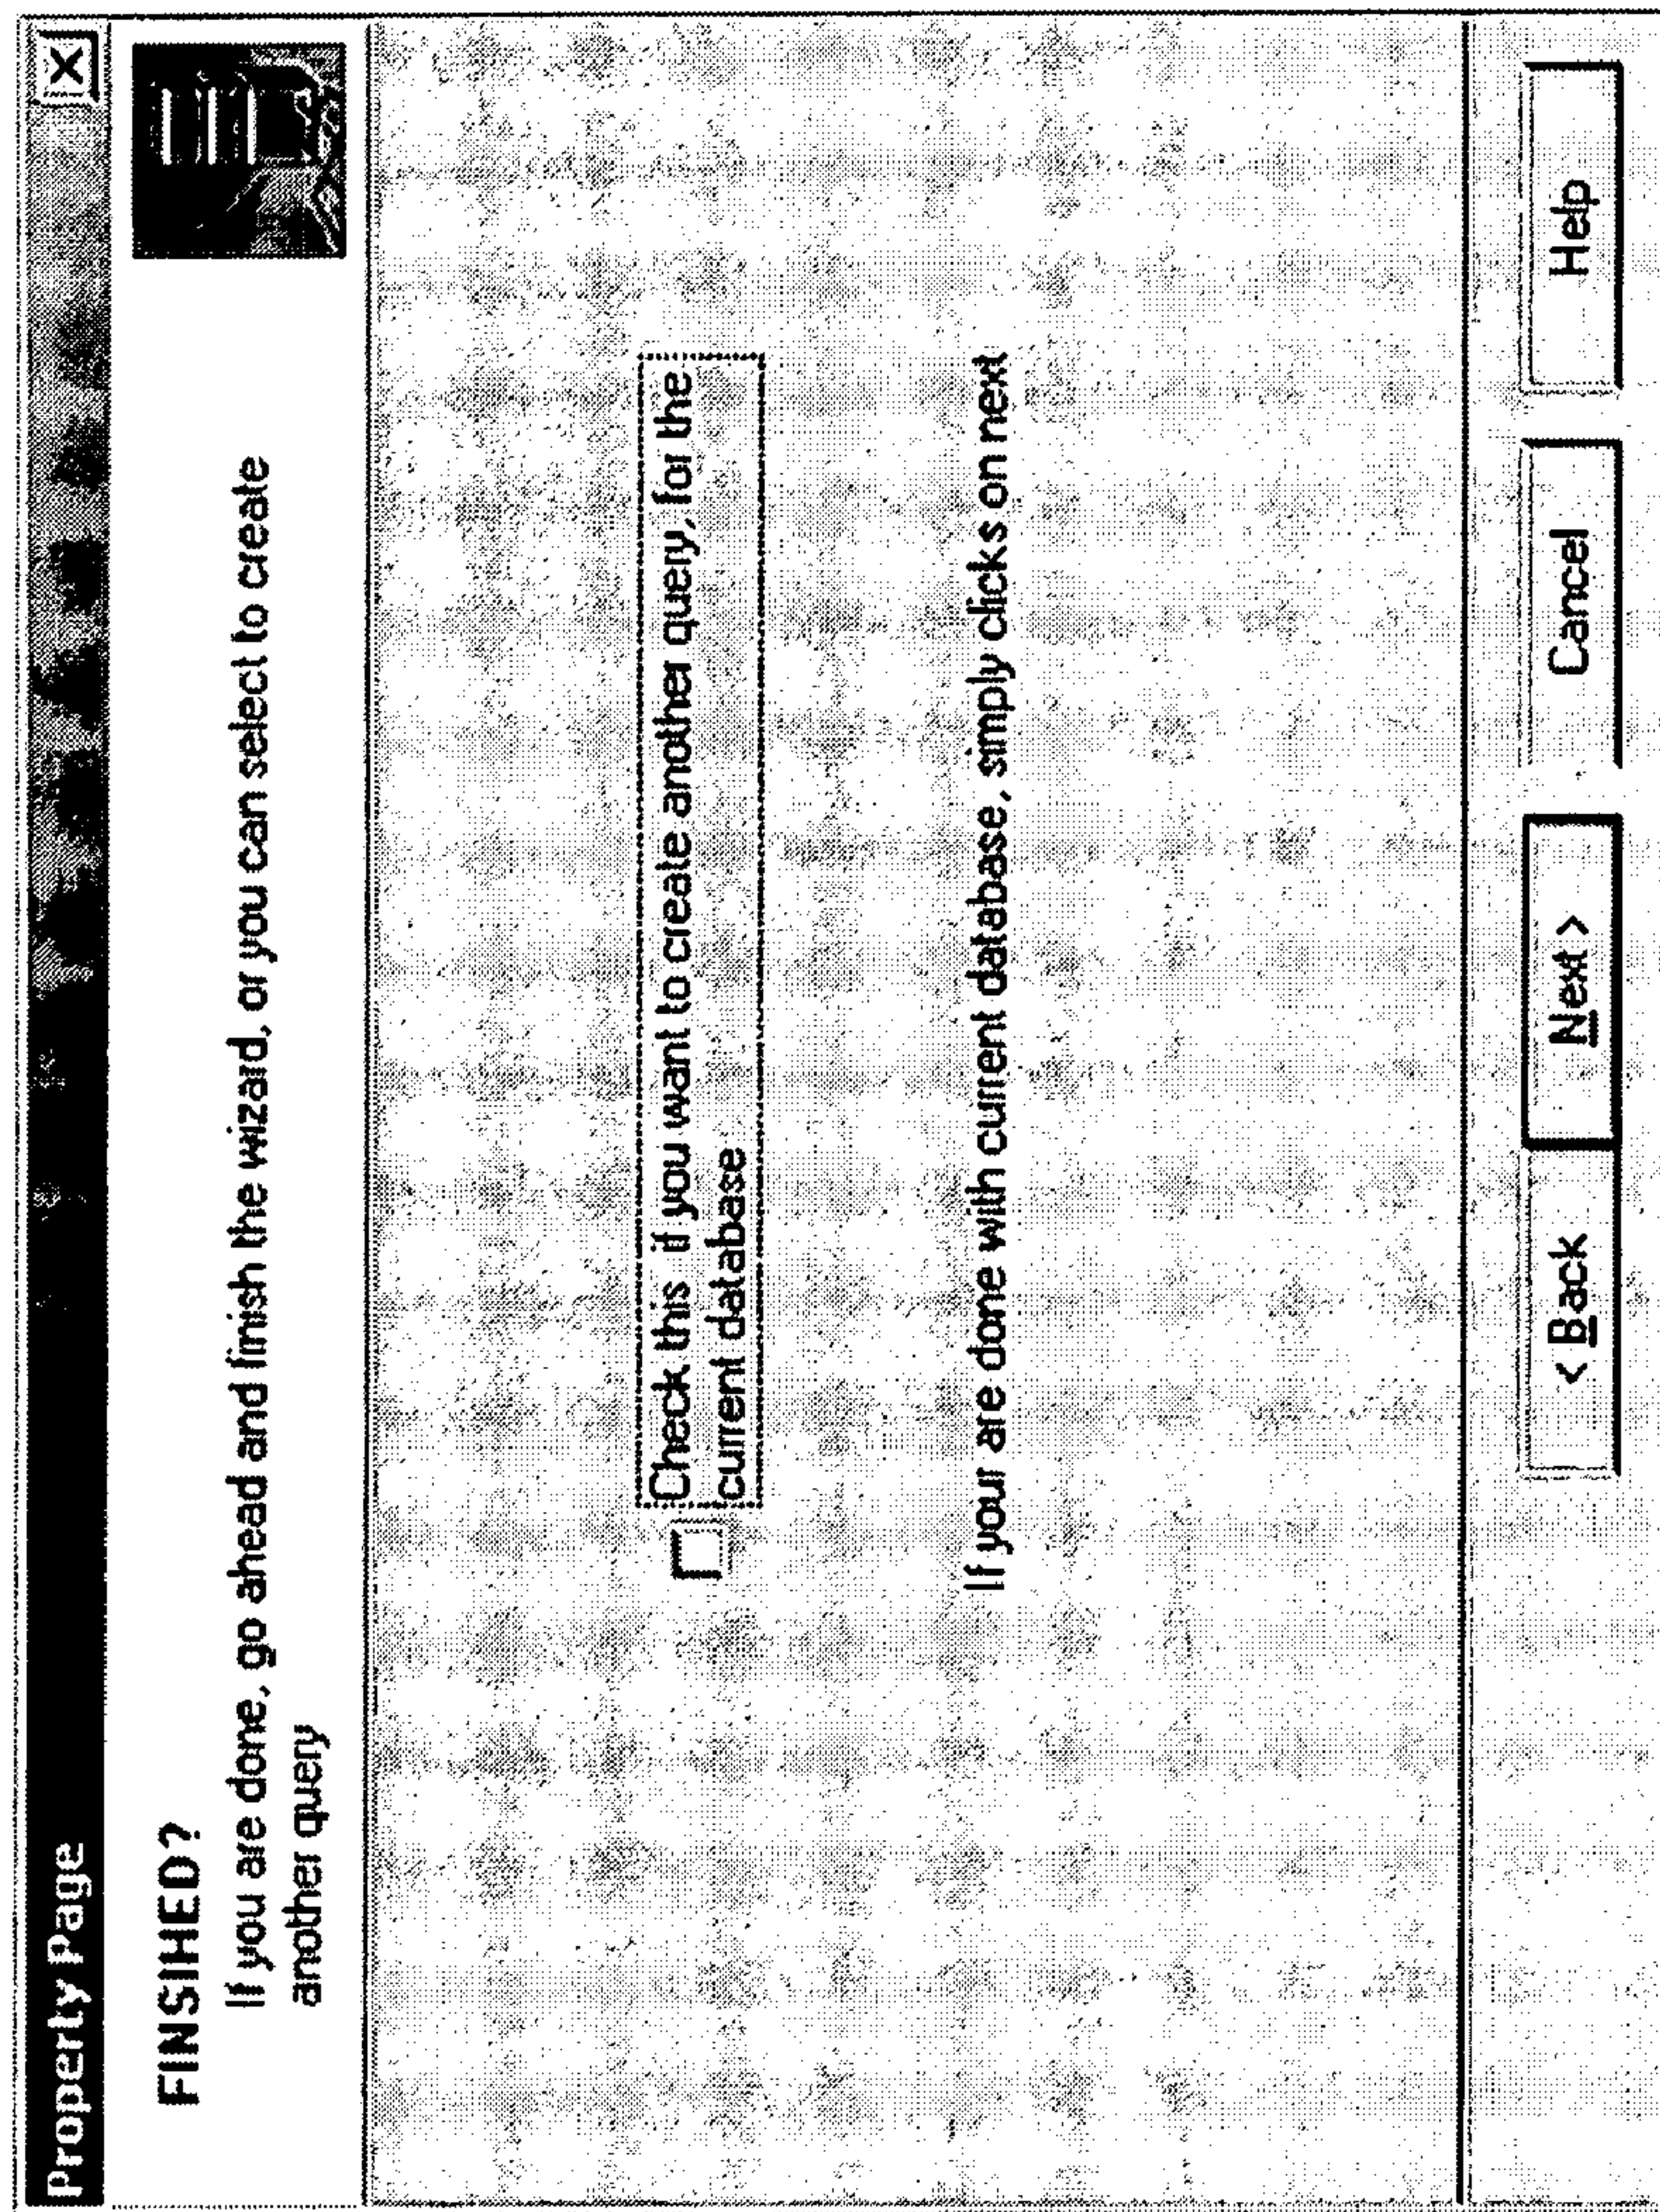 Property Page
FINSIHED?
If you are done, go ahead and finish the wizard, or you can select to create
another query
Check this if you want to create another query, for the
current database
If your are done with current database, simply clicks on next
< Back
Next >
Cancel
Help